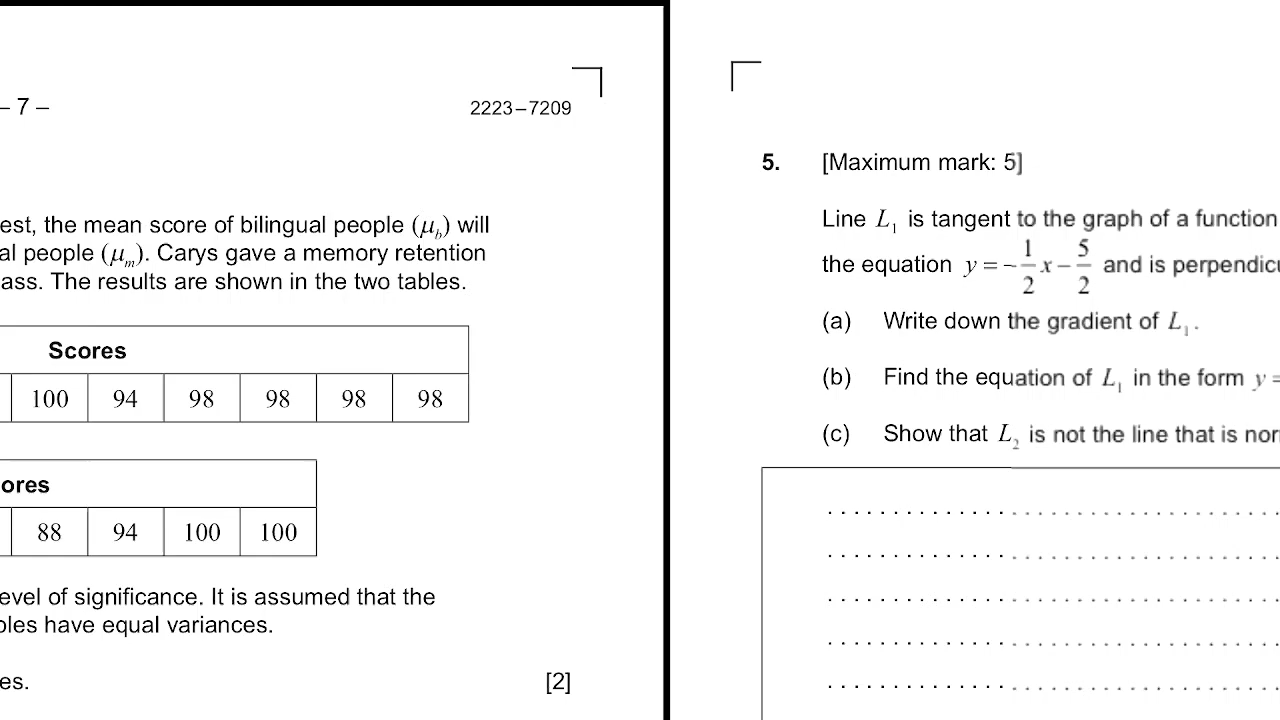 – 7 –
2223–7209
est, the mean score of bilingual people (μb) will
al people (μm). Carys gave a memory retention
ass. The results are shown in the two tables.
Scores
100 94 98 98 98 98
ores
88 94 100 100
evel of significance. It is assumed that the
ples have equal variances.
es. [2]
5. [Maximum mark: 5]
Line L1 is tangent to the graph of a function
the equation y = −1/2 x − 5/2 and is perpendicu
(a) Write down the gradient of L1.
(b) Find the equation of L1 in the form y =
(c) Show that L2 is not the line that is nor